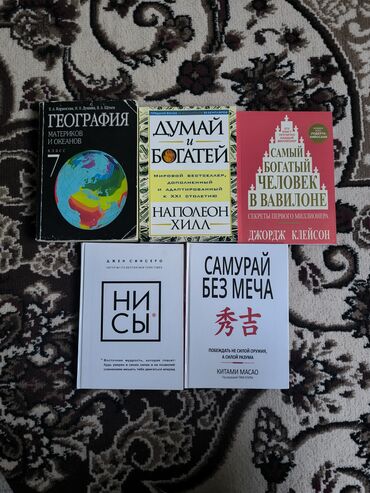 ГЕОГРАФИЯ
МАТЕРИКОВ
И ОКЕАНОВ
КЛАСС
7
ДУМАЙ
и
БОГАТЕЙ
МИРОВОЙ БЕСТСЕЛЛЕР,
ДОПОЛНЕННЫЙ
И АДАПТИРОВАННЫЙ
К XXI СТОЛЕТИЮ
НАПОЛЕОН
ХИЛЛ
САМЫЙ
БОГАТЫЙ
ЧЕЛОВЕК
В ВАВИЛОНЕ
СЕКРЕТЫ ПЕРВОГО МИЛЛИОНЕРА
ДЖОРДЖ КЛЕЙСОН
ДЖЕН СИНСЕРО
НИ
СЫ
САМУРАЙ
БЕЗ МЕЧА
秀吉
ПОБЕЖДАТЬ НЕ СИЛОЙ ОРУЖИЯ,
А СИЛОЙ РАЗУМА
КИТАМИ МАСАО